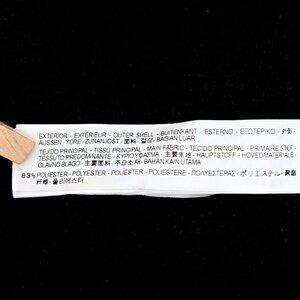 EXTERIOR - EXTÉRIEUR - OUTER SHELL - BUITENKANT - ESTERNO - ΕΞΩΤΕΡΙΚΟ - 外側 -
AUSSEN - YDRE - ZUNANJOST - 面料 - 겉감 - BAGIAN LUAR
TEJIDO PRINCIPAL - TISSU PRINCIPAL - MAIN FABRIC - TECIDO PRINCIPAL - PRIMAIRE STOF -
TESSUTO PREDOMINANTE - ΚΥΡΙΟ ΥΦΑΣΜΑ - 主要生地 - HAUPTSTOFF - HOVEDMATERIALE -
GLAVNO BLAGO - 主要面料 - 주요소재 - BAHAN KAIN UTAMA
83% POLIESTER - POLYESTER - POLIÉSTER - POLIESTERE - ΠΟΛΥΕΣΤΕΡΑΣ - ポリエステル - 聚酯
纤维 - 폴리에스터